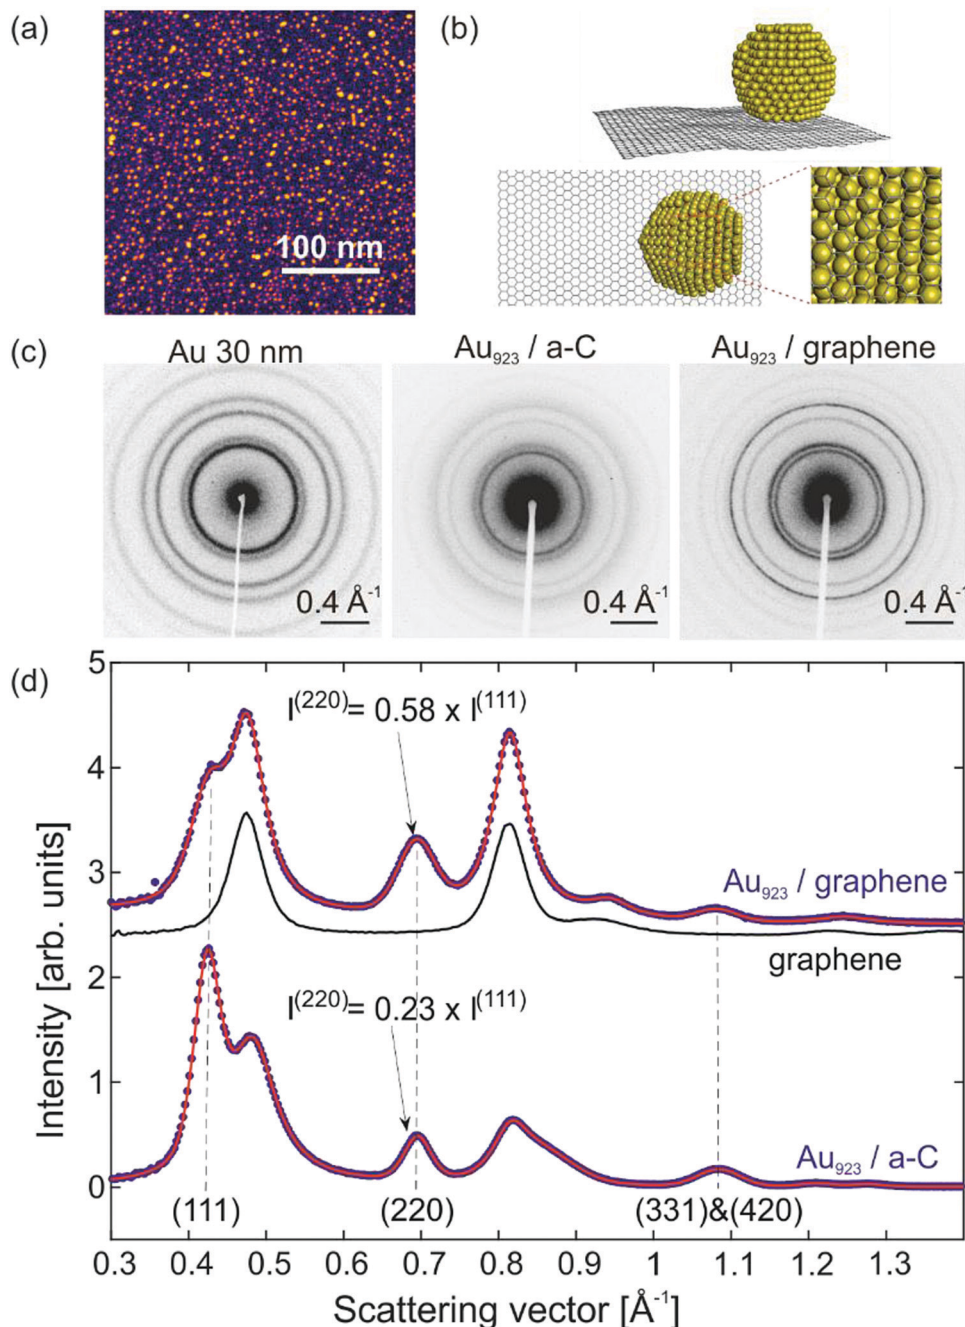 (a)
100 nm
(b)
(c)
Au 30 nm
Au₉₂₃ / a-C
Au₉₂₃ / graphene
0.4 Å⁻¹
0.4 Å⁻¹
0.4 Å⁻¹
(d)
5
4
3
2
1
0
Intensity [arb. units]
I⁽²²⁰⁾= 0.58 x I⁽¹¹¹⁾
Au₉₂₃ / graphene
graphene
I⁽²²⁰⁾= 0.23 x I⁽¹¹¹⁾
Au₉₂₃ / a-C
(111)
(220)
(331)&(420)
0.3 0.4 0.5 0.6 0.7 0.8 0.9 1 1.1 1.2 1.3
Scattering vector [Å⁻¹]